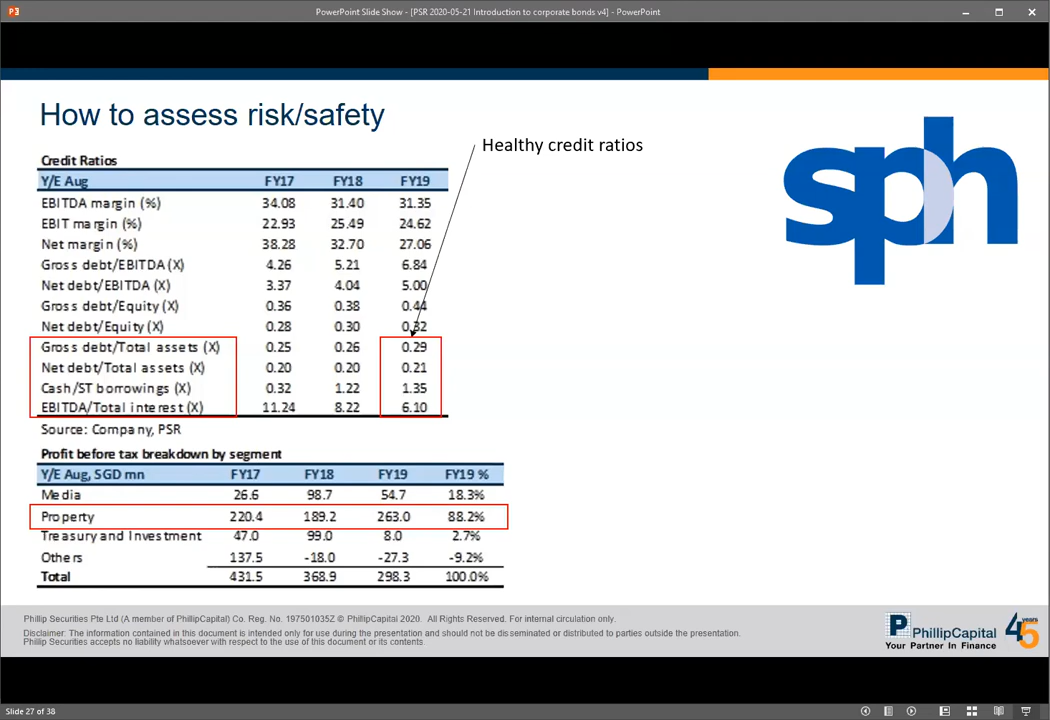 PowerPoint Slide Show - [PSR 2020-05-21 Introduction to corporate bonds v4] - PowerPoint
How to assess risk/safety
Healthy credit ratios
sph
Credit Ratios
Y/E Aug FY17 FY18 FY19
EBITDA margin (%) 34.08 31.40 31.35
EBIT margin (%) 22.93 25.49 24.62
Net margin (%) 38.28 32.70 27.06
Gross debt/EBITDA (X) 4.26 5.21 6.84
Net debt/EBITDA (X) 3.37 4.04 5.00
Gross debt/Equity (X) 0.36 0.38 0.44
Net debt/Equity (X) 0.28 0.30 0.32
Gross debt/Total assets (X) 0.25 0.26 0.29
Net debt/Total assets (X) 0.20 0.20 0.21
Cash/ST borrowings (X) 0.32 1.22 1.35
EBITDA/Total interest (X) 11.24 8.22 6.10
Source: Company, PSR
Profit before tax breakdown by segment
Y/E Aug, SGD mn FY17 FY18 FY19 FY19 %
Media 26.6 98.7 54.7 18.3%
Property 220.4 189.2 263.0 88.2%
Treasury and Investment 47.0 99.0 8.0 2.7%
Others 137.5 -18.0 -27.3 -9.2%
Total 431.5 368.9 298.3 100.0%
Phillip Securities Pte Ltd (A member of PhillipCapital) Co. Reg. No. 197501035Z © PhillipCapital 2020. All Rights Reserved. For internal circulation only.
Disclaimer: The information contained in this document is intended only for use during the presentation and should not be disseminated or distributed to parties outside the presentation.
Phillip Securities accepts no liability whatsoever with respect to the use of this document or its contents.
P PhillipCapital
Your Partner In Finance
45 years
Slide 27 of 38